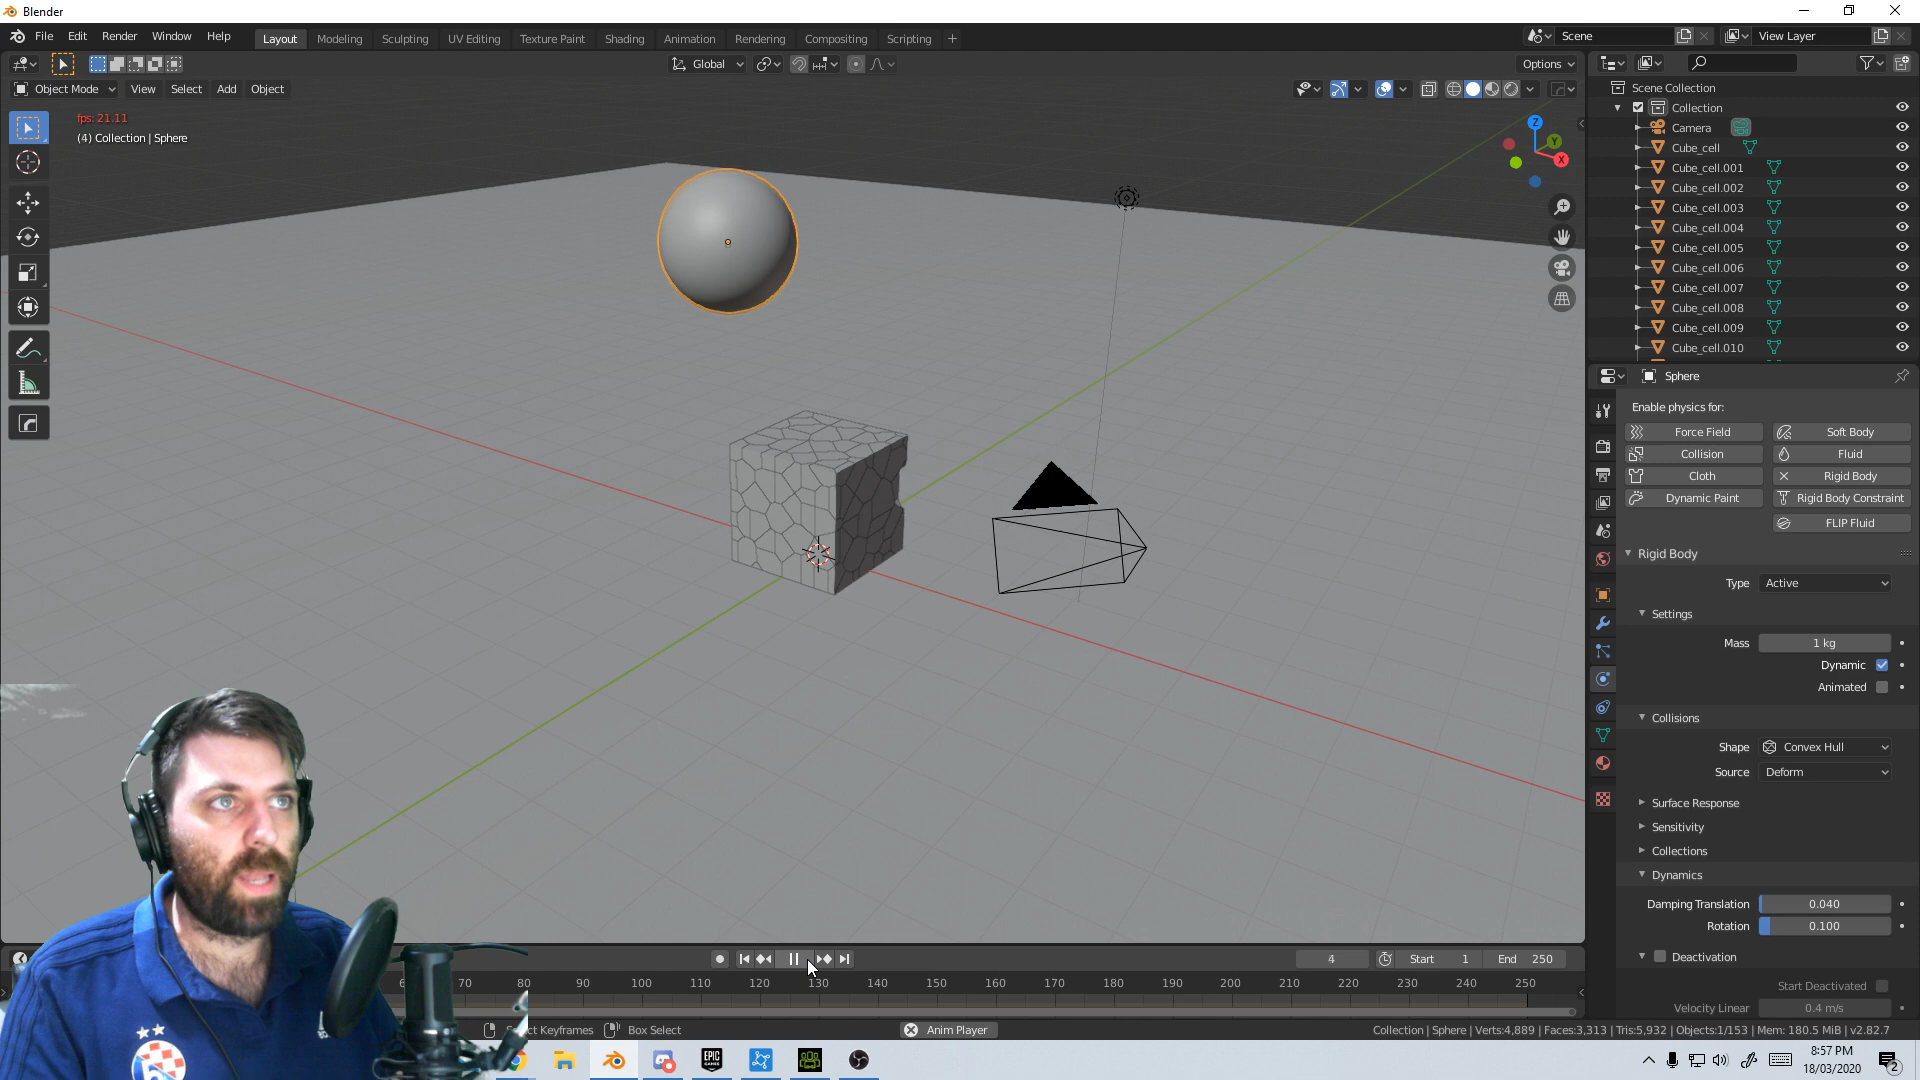 Blender
File Edit Render Window Help
Layout Modeling Sculpting UV Editing Texture Paint Shading Animation Rendering Compositing Scripting +
Scene
View Layer
Global
Options
Object Mode View Select Add Object
fps: 21.11
(4) Collection | Sphere
Z
Y
X
Scene Collection
Collection
Camera
Cube_cell
Cube_cell.001
Cube_cell.002
Cube_cell.003
Cube_cell.004
Cube_cell.005
Cube_cell.006
Cube_cell.007
Cube_cell.008
Cube_cell.009
Cube_cell.010
Sphere
Enable physics for:
Force Field Soft Body
Collision Fluid
Cloth Rigid Body
Dynamic Paint Rigid Body Constraint
FLIP Fluid
Rigid Body
Type Active
Settings
Mass 1 kg
Dynamic
Animated
Collisions
Shape Convex Hull
Source Deform
Surface Response
Sensitivity
Collections
Dynamics
Damping Translation 0.040
Rotation 0.100
Deactivation
Start Deactivated
Velocity Linear 0.4 m/s
4 Start 1 End 250
70 80 90 100 110 120 130 140 150 160 170 180 190 200 210 220 230 240 250
Keyframes Box Select Anim Player
Collection | Sphere | Verts:4,889 | Faces:3,313 | Tris:5,932 | Objects:1/153 | Mem: 180.5 MiB | v2.82.7
EPIC
GAMES
8:57 PM
18/03/2020
2